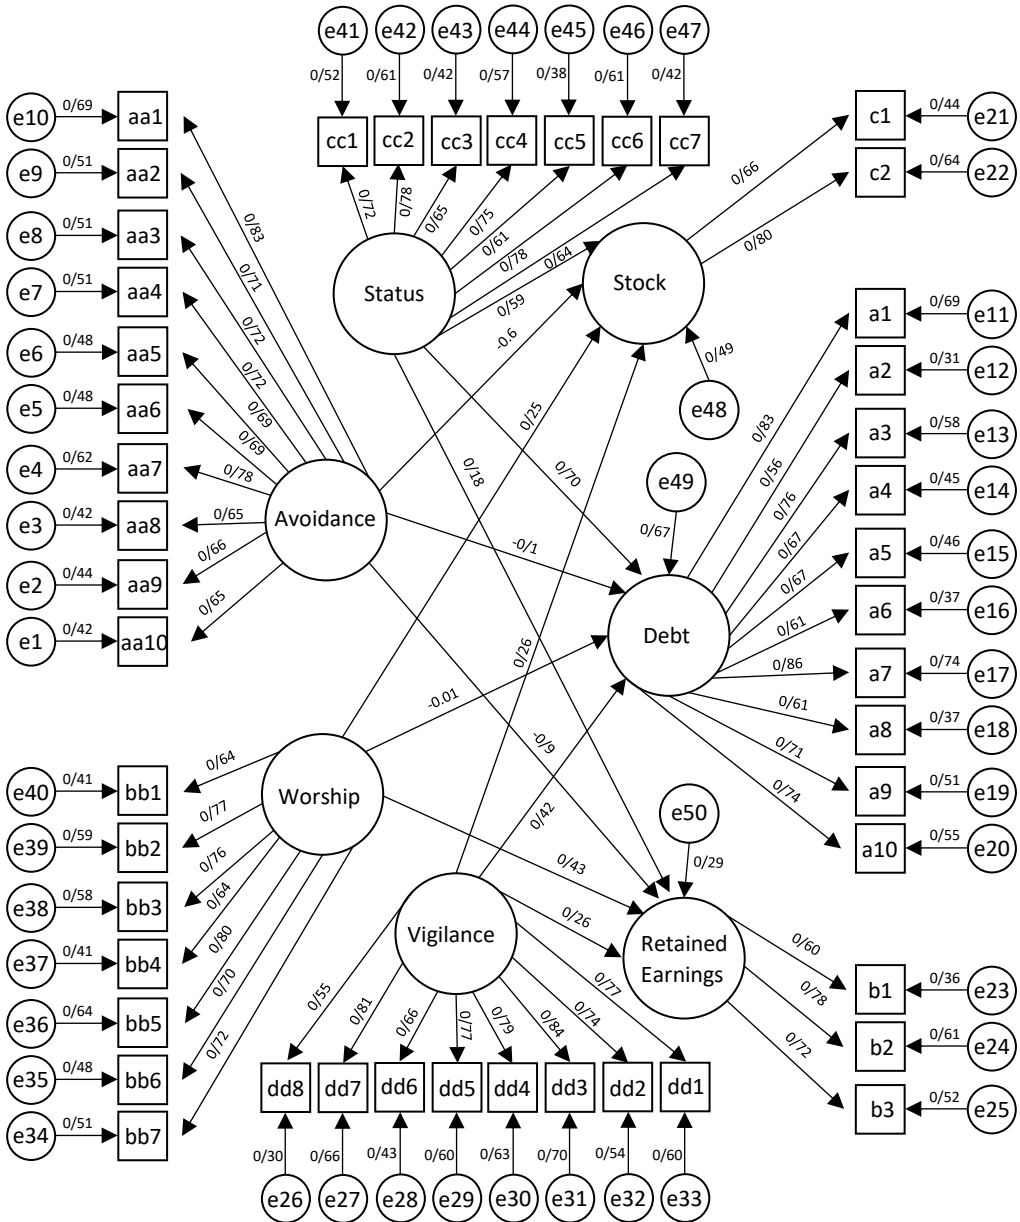 e41 e42 e43 e44 e45 e46 e47
0/52 0/61 0/42 0/57 0/38 0/61 0/42
cc1 cc2 cc3 cc4 cc5 cc6 cc7
0/72 0/78 0/65 0/75 0/61 0/78 0/64
0/59
e10 0/69 aa1
e9 0/51 aa2
e8 0/51 aa3
e7 0/51 aa4
e6 0/48 aa5
e5 0/48 aa6
e4 0/62 aa7
e3 0/42 aa8
e2 0/44 aa9
e1 0/42 aa10
0/83
0/71
0/72
0/72
0/69
0/69
0/78
0/65
0/66
0/65
Status
Stock
Avoidance
-0.6
0/25
0/18
0/70
0/49
e48
e49
0/67
-0/1
0/26
Debt
-0.01
-0/9
0/42
0/66
0/80
c1 0/44 e21
c2 0/64 e22
0/83
0/56
0/76
0/67
0/67
0/61
0/86
0/61
0/71
0/74
a1 0/69 e11
a2 0/31 e12
a3 0/58 e13
a4 0/45 e14
a5 0/46 e15
a6 0/37 e16
a7 0/74 e17
a8 0/37 e18
a9 0/51 e19
a10 0/55 e20
e40 0/41 bb1
e39 0/59 bb2
e38 0/58 bb3
e37 0/41 bb4
e36 0/64 bb5
e35 0/48 bb6
e34 0/51 bb7
0/64
0/77
0/76
0/64
0/80
0/70
0/72
Worship
e50
0/29
0/43
0/26
Vigilance
Retained
Earnings
0/60
0/78
0/72
b1 0/36 e23
b2 0/61 e24
b3 0/52 e25
0/55 0/81 0/66 0/77 0/79 0/84 0/74 0/77
dd8 dd7 dd6 dd5 dd4 dd3 dd2 dd1
0/30 0/66 0/43 0/60 0/63 0/70 0/54 0/60
e26 e27 e28 e29 e30 e31 e32 e33